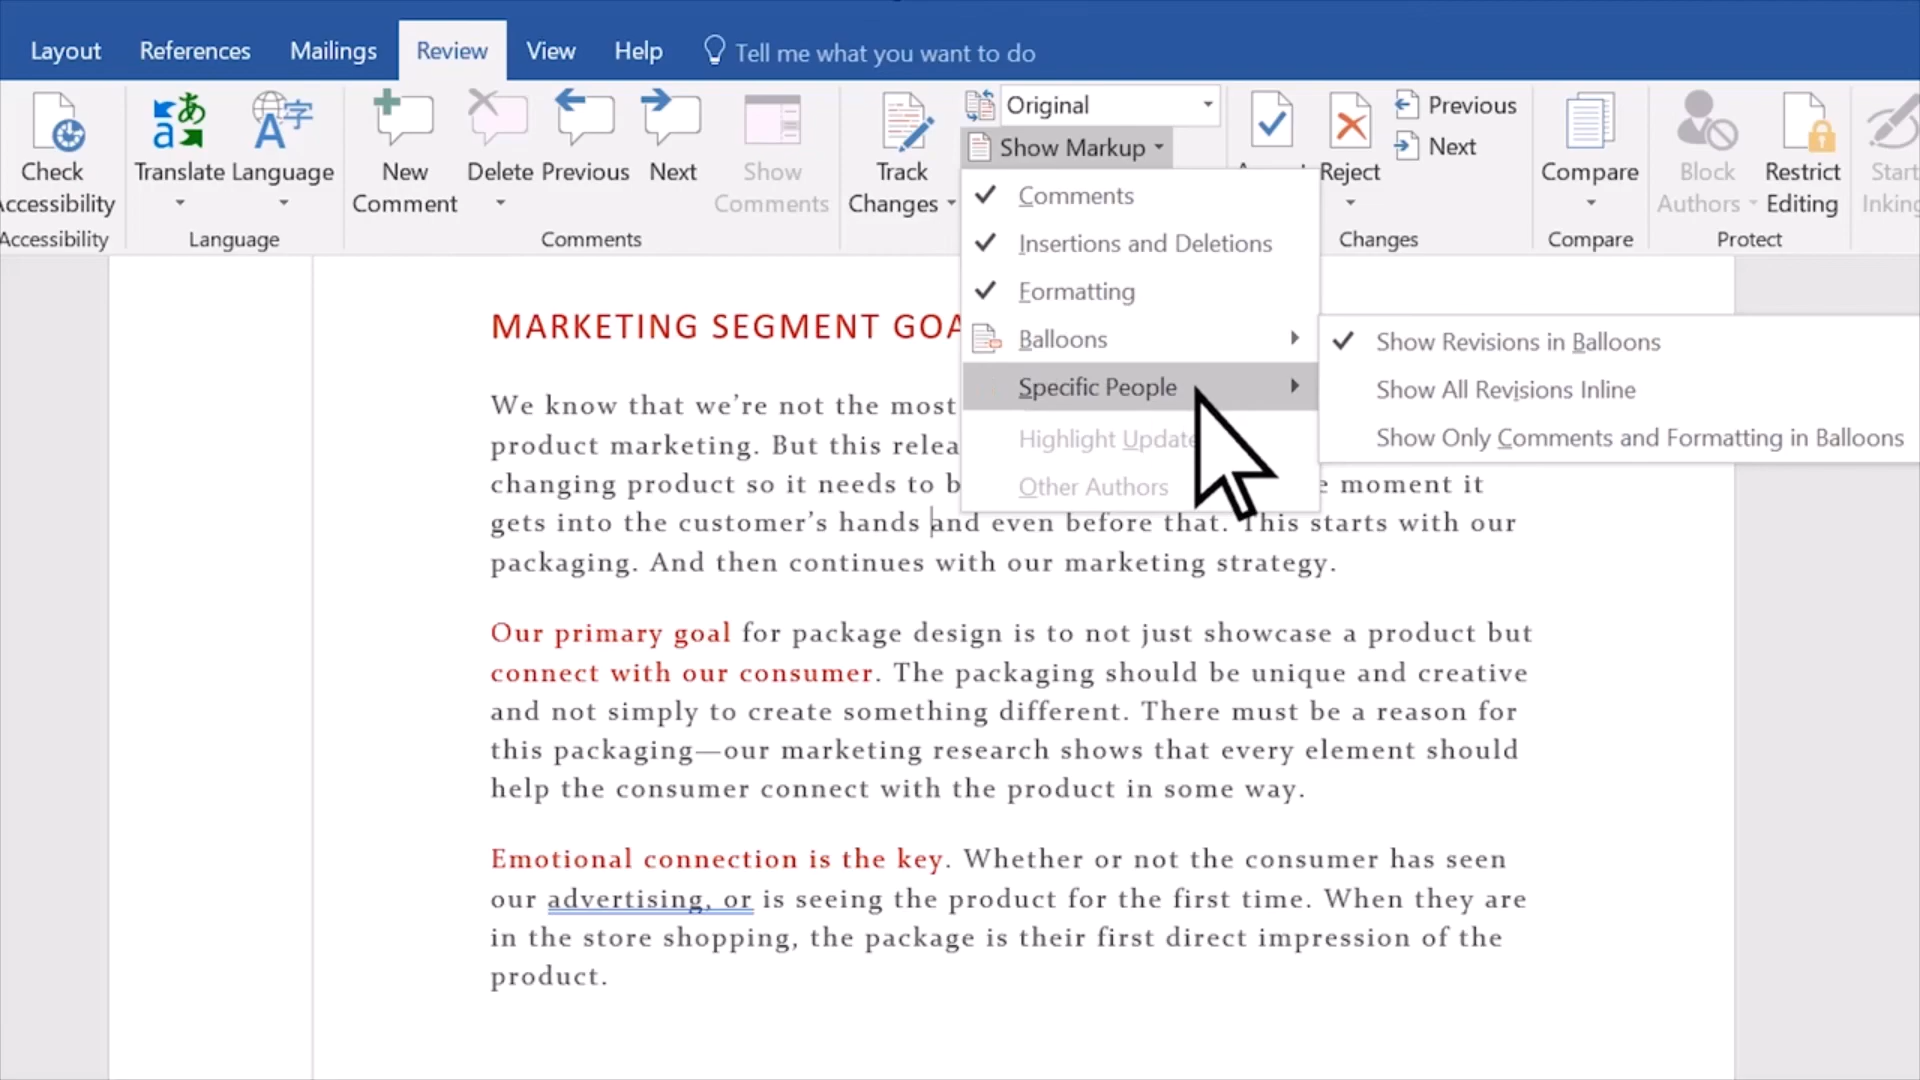 Layout References Mailings Review View Help Tell me what you want to do
Original
Previous
Show Markup
Next
Check
Accessibility
Translate
Language
New
Comment
Delete
Previous
Next
Show
Comments
Track
Changes
Reject
Compare
Block
Authors
Restrict
Editing
Start
Inking
Accessibility
Language
Comments
Changes
Compare
Protect
Comments
Insertions and Deletions
Formatting
Balloons
Specific People
Highlight Update
Other Authors
Show Revisions in Balloons
Show All Revisions Inline
Show Only Comments and Formatting in Balloons
MARKETING SEGMENT GOA
We know that we’re not the most
product marketing. But this relea
changing product so it needs to b e moment it
gets into the customer’s hands and even before that. This starts with our
packaging. And then continues with our marketing strategy.
Our primary goal for package design is to not just showcase a product but
connect with our consumer. The packaging should be unique and creative
and not simply to create something different. There must be a reason for
this packaging—our marketing research shows that every element should
help the consumer connect with the product in some way.
Emotional connection is the key. Whether or not the consumer has seen
our advertising, or is seeing the product for the first time. When they are
in the store shopping, the package is their first direct impression of the
product.